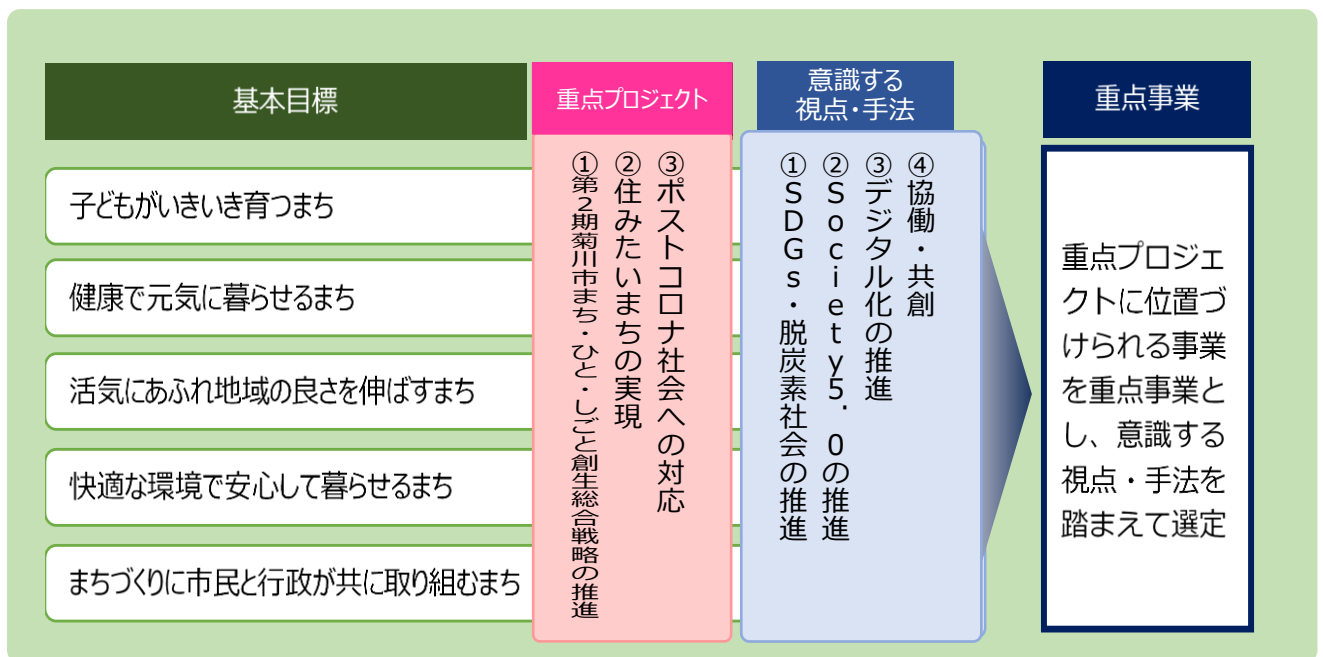 基本目標
子どもがいきいき育つまち
健康で元気に暮らせるまち
活気にあふれ地域の良さを伸ばすまち
快適な環境で安心して暮らせるまち
まちづくりに市民と行政が共に取り組むまち
重点プロジェクト
①第2期菊川市まち・ひと・しごと創生総合戦略の推進
②住みたいまちの実現
③ポストコロナ社会への対応
意識する
視点・手法
①SDGs・脱炭素社会の推進
②Society5.0の推進
③デジタル化の推進
④協働・共創
重点事業
重点プロジェ
クトに位置づ
けられる事業
を重点事業と
し、意識する
視点・手法を
踏まえて選定